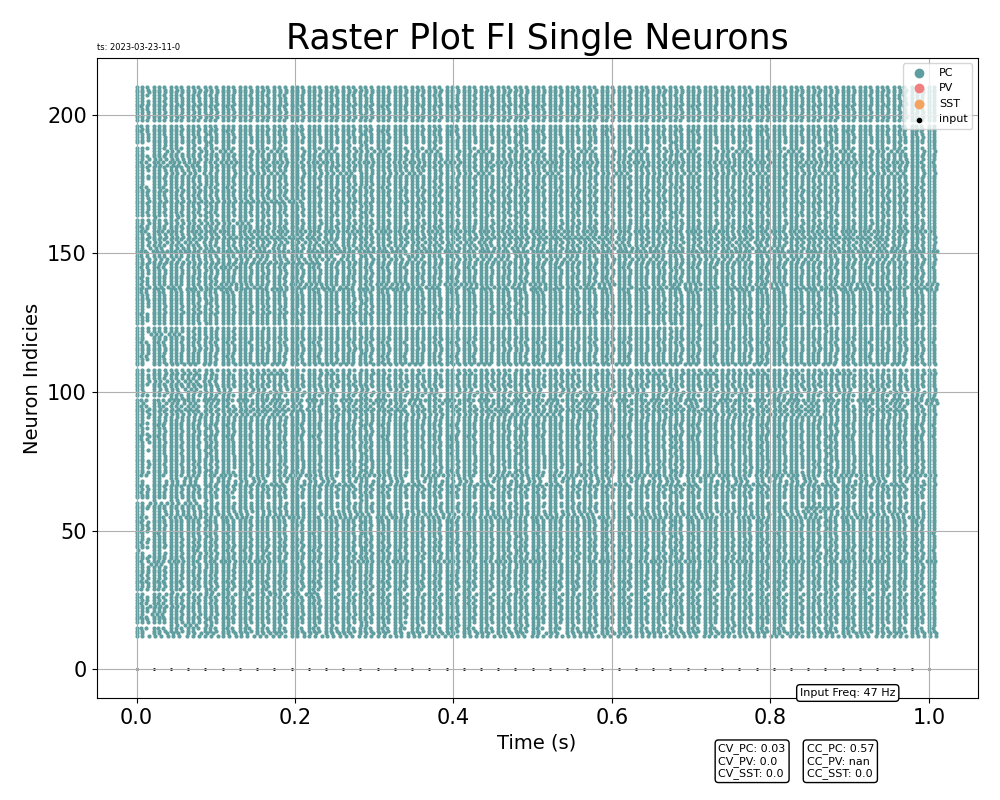 Raster Plot FI Single Neurons
ts: 2023-03-23-11-0
PC
PV
SST
input
Neuron Indicies
200
150
100
50
0
0.0 0.2 0.4 0.6 0.8 1.0
Time (s)
Input Freq: 47 Hz
CV_PC: 0.03
CV_PV: 0.0
CV_SST: 0.0
CC_PC: 0.57
CC_PV: nan
CC_SST: 0.0